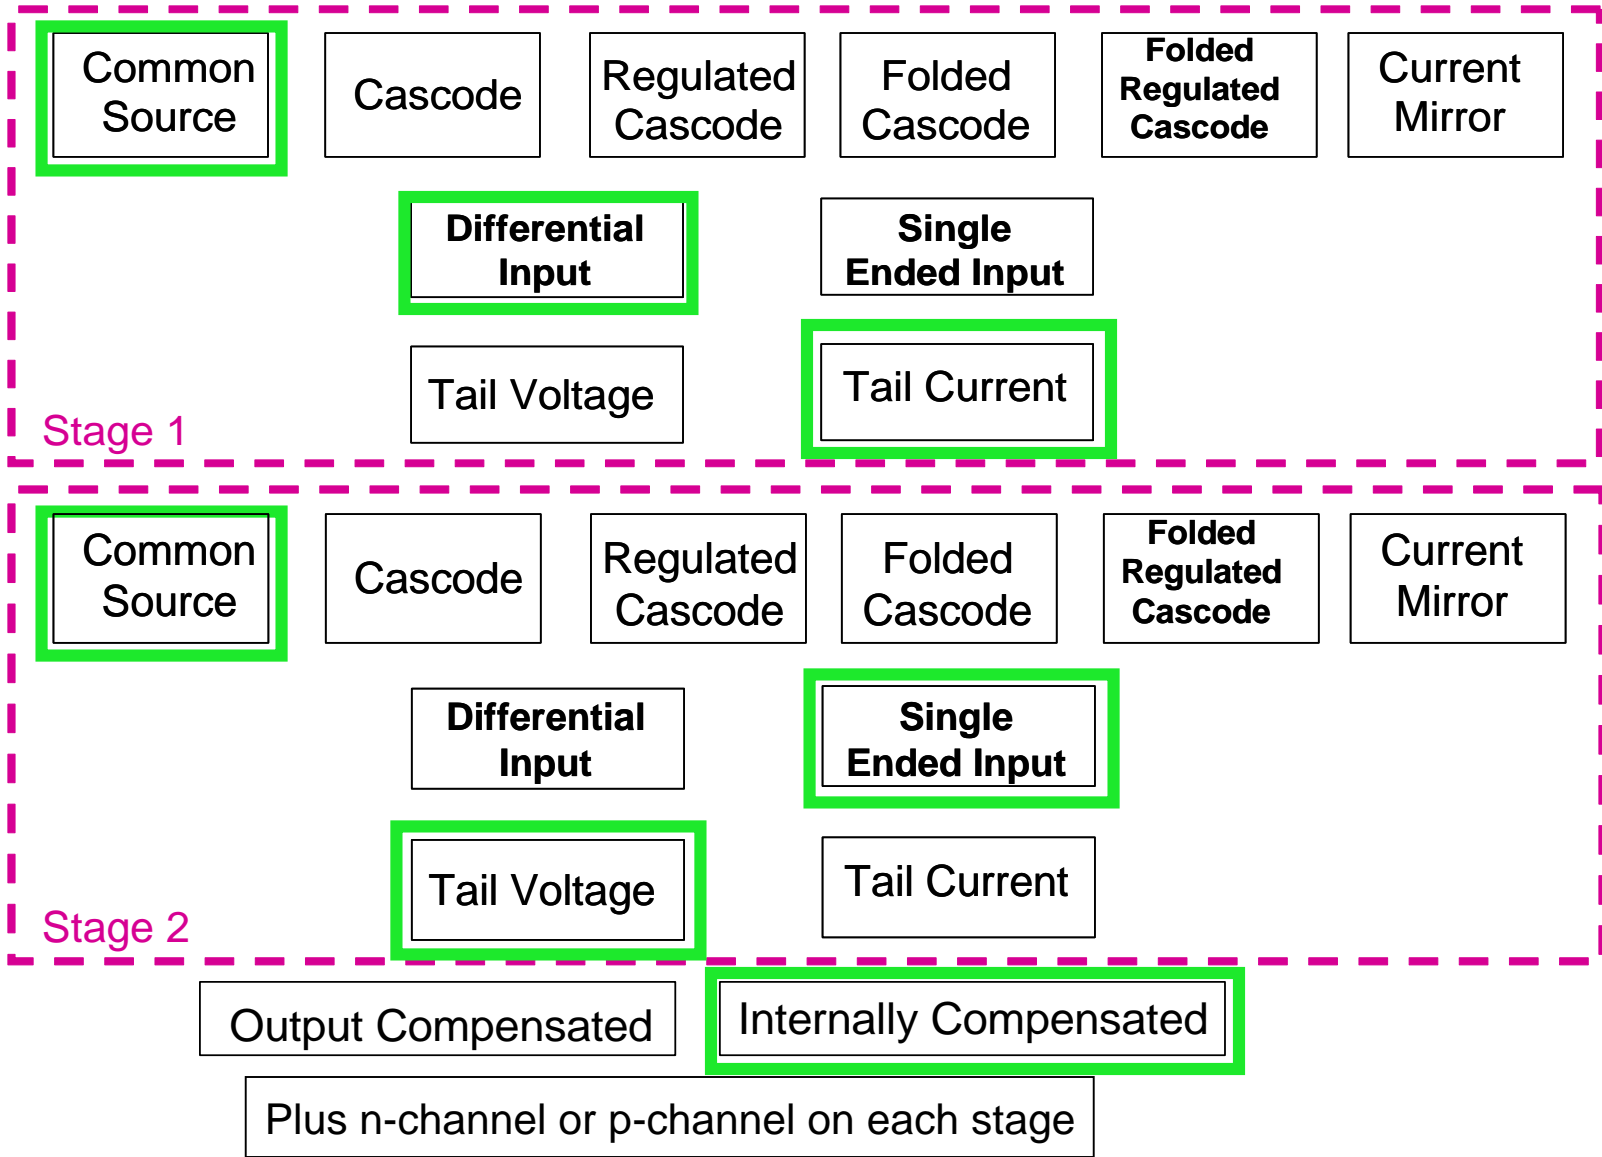 Common
Source
Cascode
Regulated
Cascode
Folded
Cascode
Folded
Regulated
Cascode
Current
Mirror
Differential
Input
Single
Ended Input
Tail Voltage
Tail Current
Stage 1
Common
Source
Cascode
Regulated
Cascode
Folded
Cascode
Folded
Regulated
Cascode
Current
Mirror
Differential
Input
Single
Ended Input
Tail Voltage
Tail Current
Stage 2
Output Compensated
Internally Compensated
Plus n-channel or p-channel on each stage